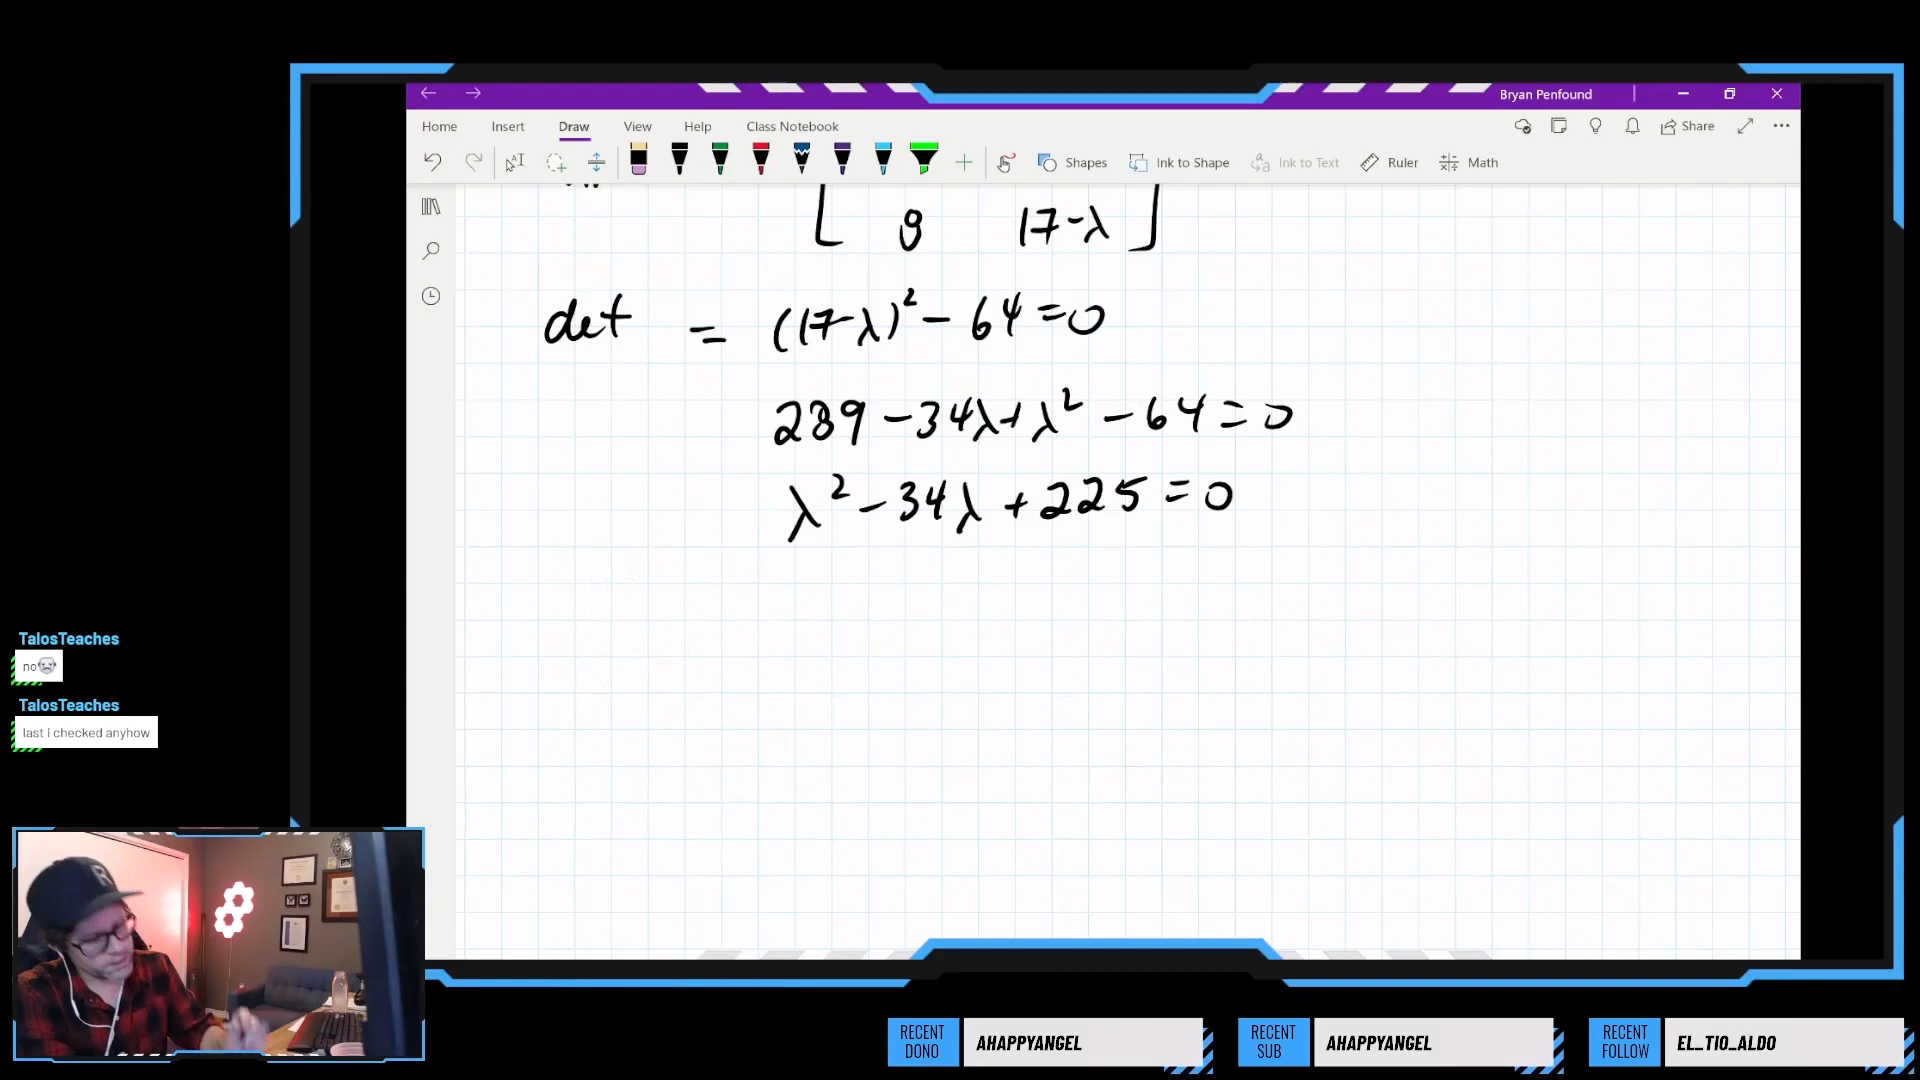 Bryan Penfound
Home Insert Draw View Help Class Notebook Share
Shapes Ink to Shape Ink to Text Ruler Math
8 17-λ
det = (17-λ)² - 64 = 0
289 - 34λ + λ² - 64 = 0
λ² - 34λ + 225 = 0
TalosTeaches
no
TalosTeaches
last i checked anyhow
RECENT DONO AHAPPYANGEL
RECENT SUB AHAPPYANGEL
RECENT FOLLOW EL_TIO_ALDO